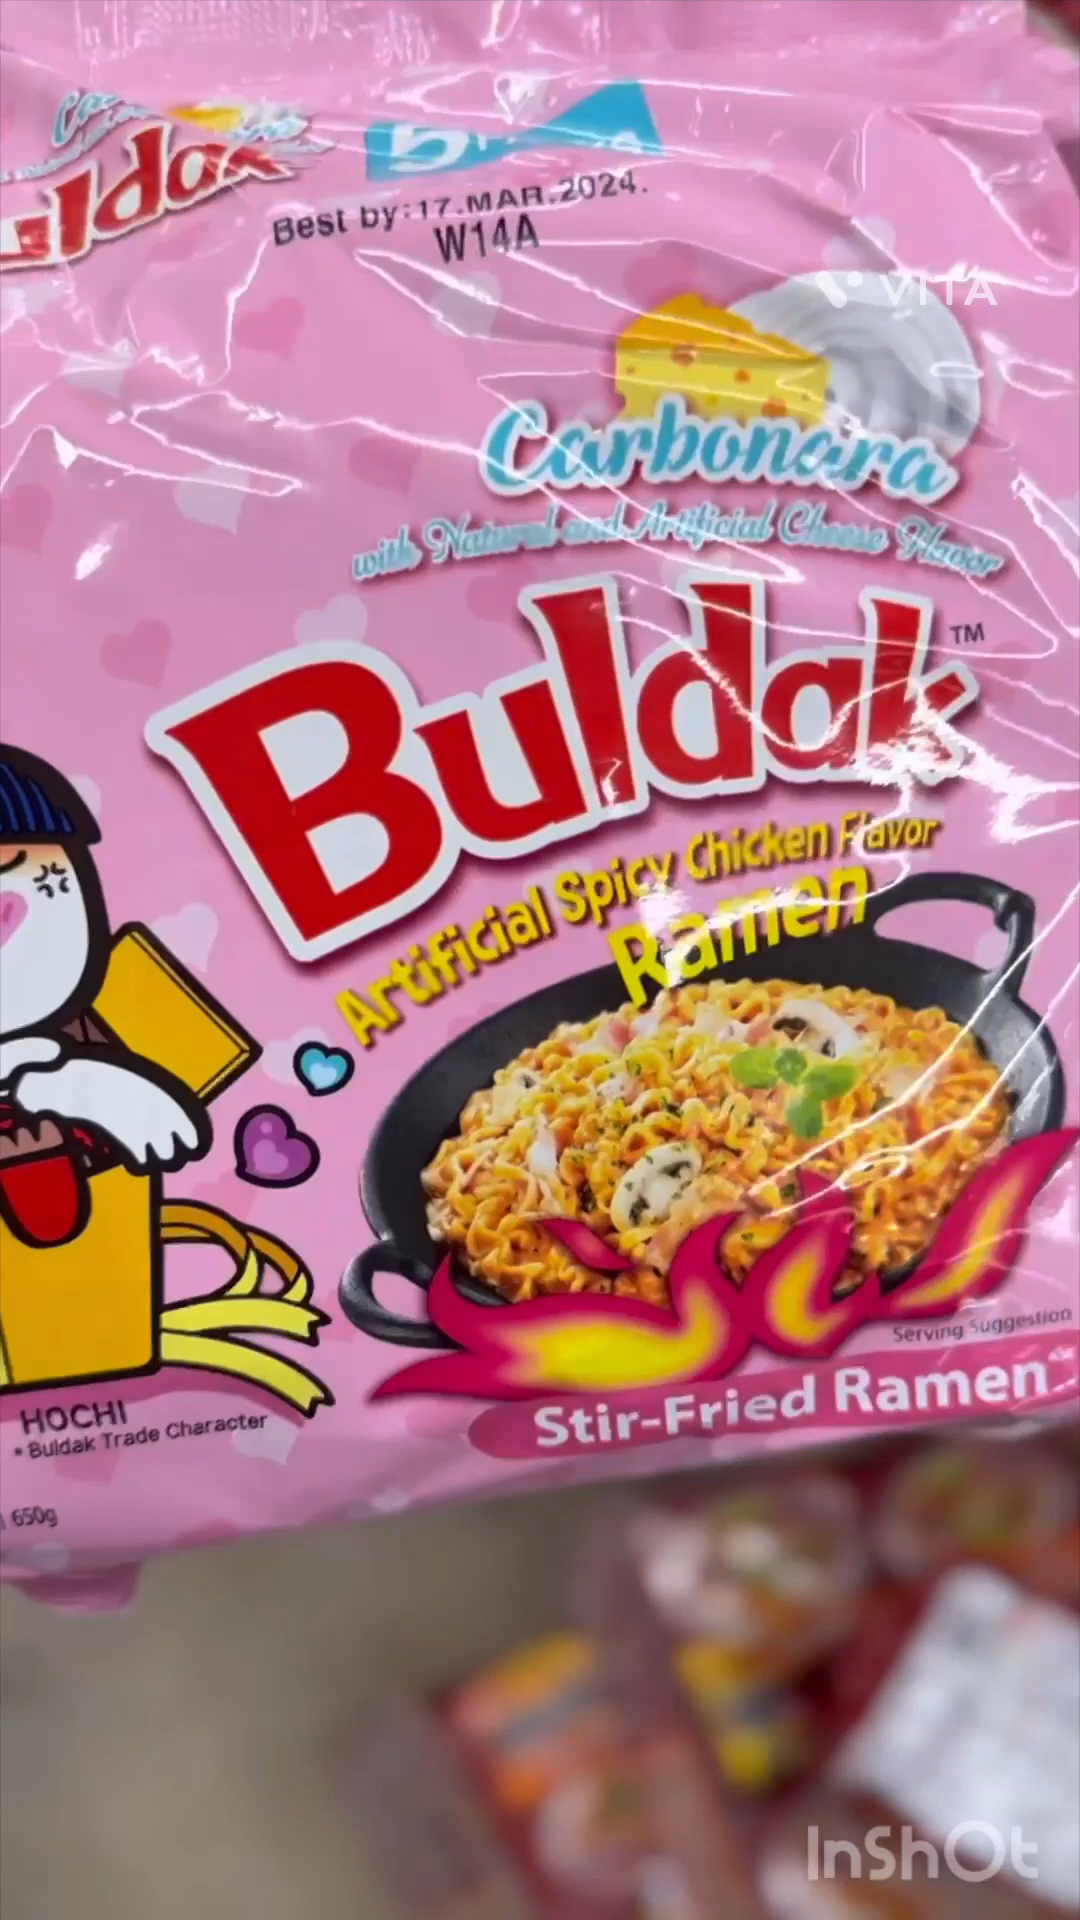 Buldak
Best by:17.MAR.2024.
W14A
VITA
Carbonara
with Natural and Artificial Cheese Flavor
Buldak™
Artificial Spicy Chicken Flavor
Ramen
Serving Suggestion
Stir-Fried Ramen
HOCHI
• Buldak Trade Character
650g
InShOt